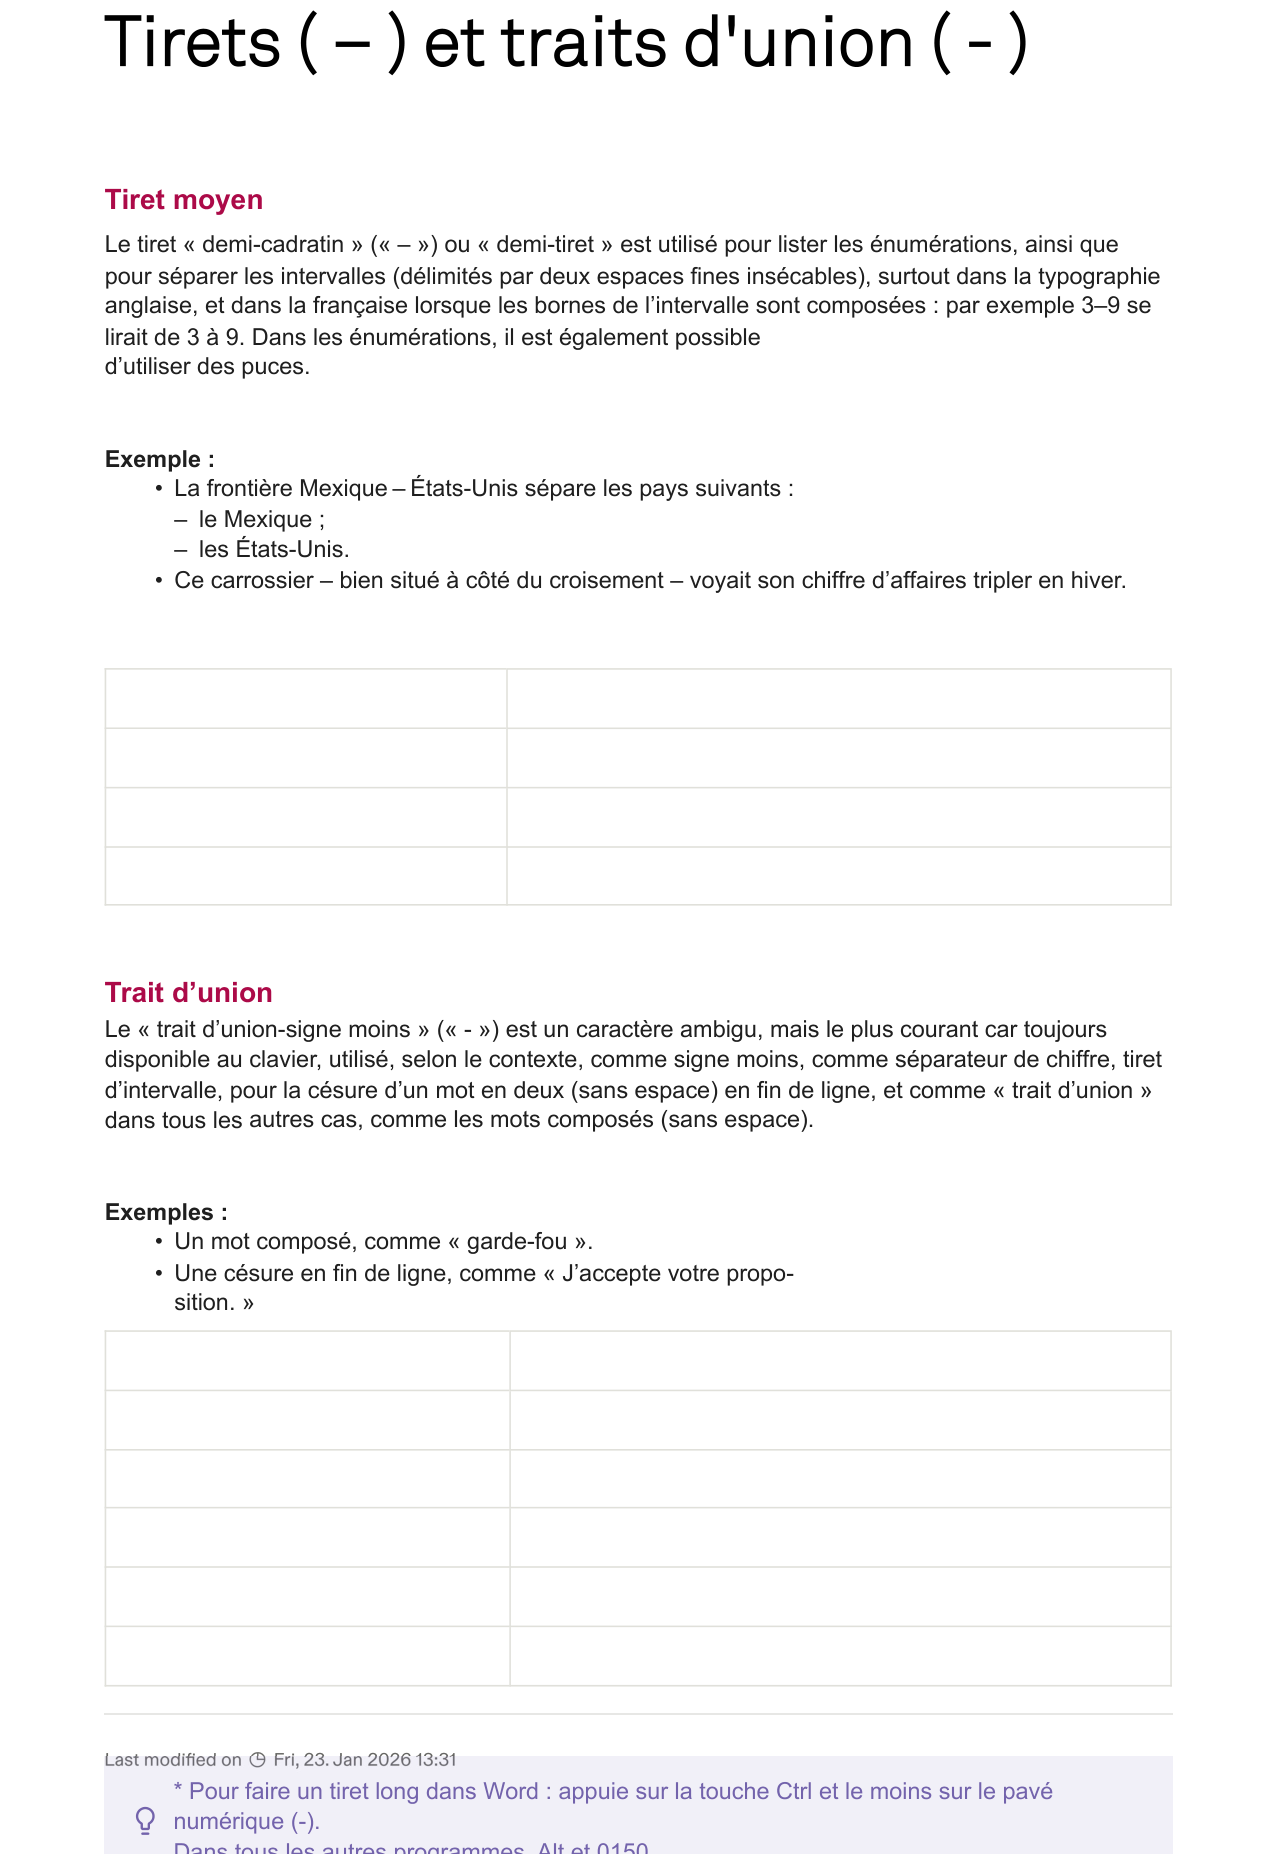 Tirets ( – ) et traits d'union ( - )
Tiret moyen
Le tiret « demi-cadratin » (« – ») ou « demi-tiret » est utilisé pour lister les énumérations, ainsi que
pour séparer les intervalles (délimités par deux espaces fines insécables), surtout dans la typographie
anglaise, et dans la française lorsque les bornes de l’intervalle sont composées : par exemple 3–9 se
lirait de 3 à 9. Dans les énumérations, il est également possible
d’utiliser des puces.
Exemple :
• La frontière Mexique – États-Unis sépare les pays suivants :
– le Mexique ;
– les États-Unis.
• Ce carrossier – bien situé à côté du croisement – voyait son chiffre d’affaires tripler en hiver.
Trait d’union
Le « trait d’union-signe moins » (« - ») est un caractère ambigu, mais le plus courant car toujours
disponible au clavier, utilisé, selon le contexte, comme signe moins, comme séparateur de chiffre, tiret
d’intervalle, pour la césure d’un mot en deux (sans espace) en fin de ligne, et comme « trait d’union »
dans tous les autres cas, comme les mots composés (sans espace).
Exemples :
• Un mot composé, comme « garde-fou ».
• Une césure en fin de ligne, comme « J’accepte votre propo-
sition. »
Last modified on Fri, 23. Jan 2026 13:31
* Pour faire un tiret long dans Word : appuie sur la touche Ctrl et le moins sur le pavé
numérique (-).
Dans tous les autres programmes, Alt et 0150